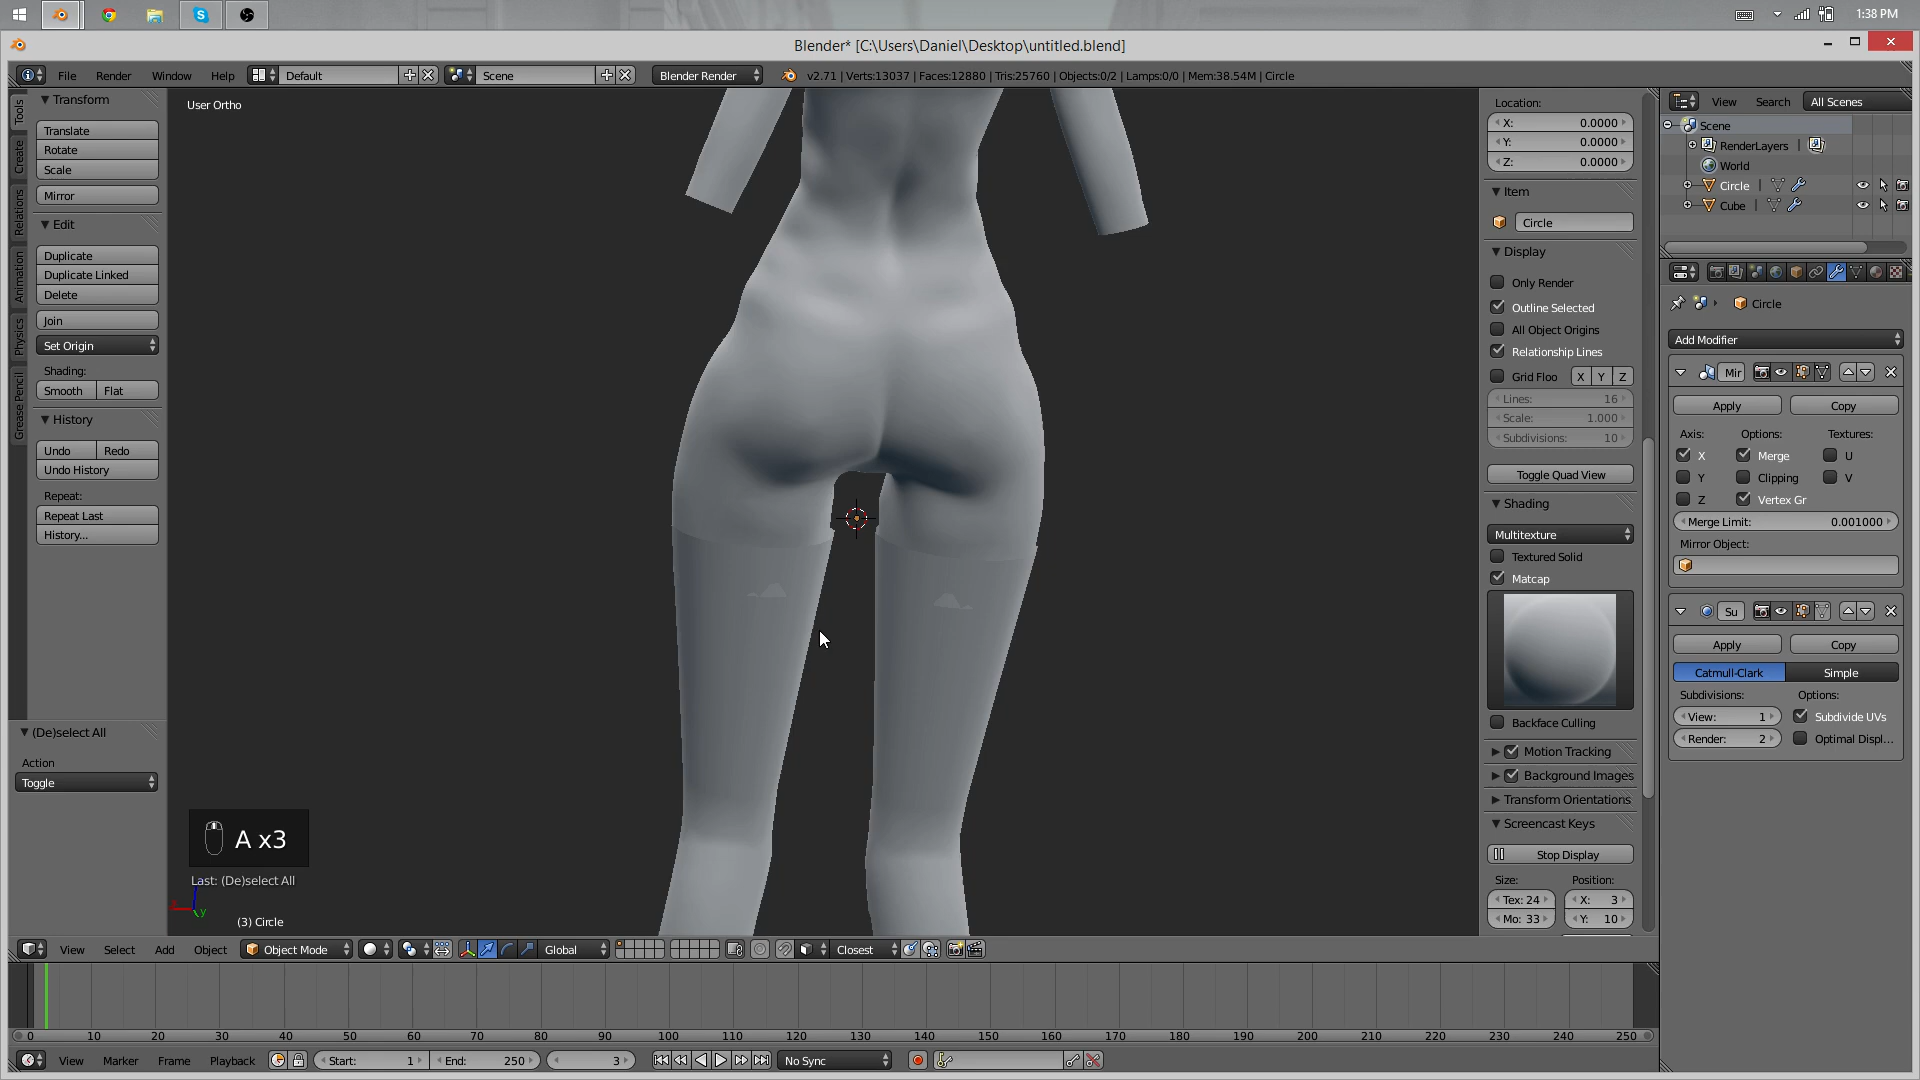 1:38 PM
Blender* [C:\Users\Daniel\Desktop\untitled.blend]
File Render Window Help Default Scene Blender Render v2.71 | Verts:13037 | Faces:12880 | Tris:25760 | Objects:0/2 | Lamps:0/0 | Mem:38.54M | Circle
Tools
Create
Relations
Animation
Physics
Grease Pencil
Transform
Translate
Rotate
Scale
Mirror
Edit
Duplicate
Duplicate Linked
Delete
Join
Set Origin
Shading:
Smooth Flat
History
Undo Redo
Undo History
Repeat:
Repeat Last
History...
(De)select All
Action
Toggle
User Ortho
A x3
Last: (De)select All
x
y
(3) Circle
Location:
X: 0.0000
Y: 0.0000
Z: 0.0000
Item
Circle
Display
Only Render
Outline Selected
All Object Origins
Relationship Lines
Grid Floo X Y Z
Lines: 16
Scale: 1.000
Subdivisions: 10
Toggle Quad View
Shading
Multitexture
Textured Solid
Matcap
Backface Culling
Motion Tracking
Background Images
Transform Orientations
Screencast Keys
Stop Display
Size: Position:
Tex: 24 X: 3
Mo: 33 Y: 10
View Search All Scenes
Scene
RenderLayers |
World
Circle |
Cube |
Circle
Add Modifier
Mir
Apply Copy
Axis: Options: Textures:
X Merge U
Y Clipping V
Z Vertex Gr
Merge Limit: 0.001000
Mirror Object:
Su
Apply Copy
Catmull-Clark Simple
Subdivisions: Options:
View: 1 Subdivide UVs
Render: 2 Optimal Displ...
View Select Add Object Object Mode Global Closest
0 10 20 30 40 50 60 70 80 90 100 110 120 130 140 150 160 170 180 190 200 210 220 230 240 250
View Marker Frame Playback Start: 1 End: 250 3 No Sync